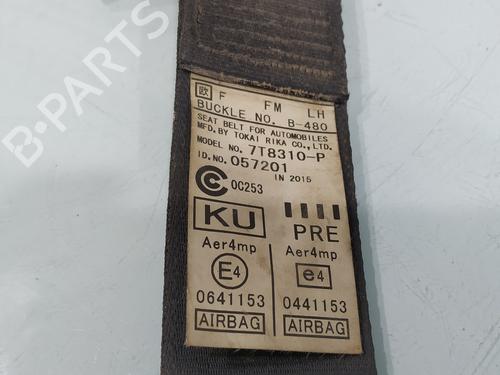 欧 F FM LH
BUCKLE NO. B-480
SEAT BELT FOR AUTOMOBILES
MFD. BY TOKAI RIKA CO., LTD.
MODEL NO. 7T8310-P
ID. NO. 057201 IN 2015
C OC253
KU PRE
Aer4mp Aer4mp
E4 e4
0641153 0441153
AIRBAG AIRBAG
B-PARTS